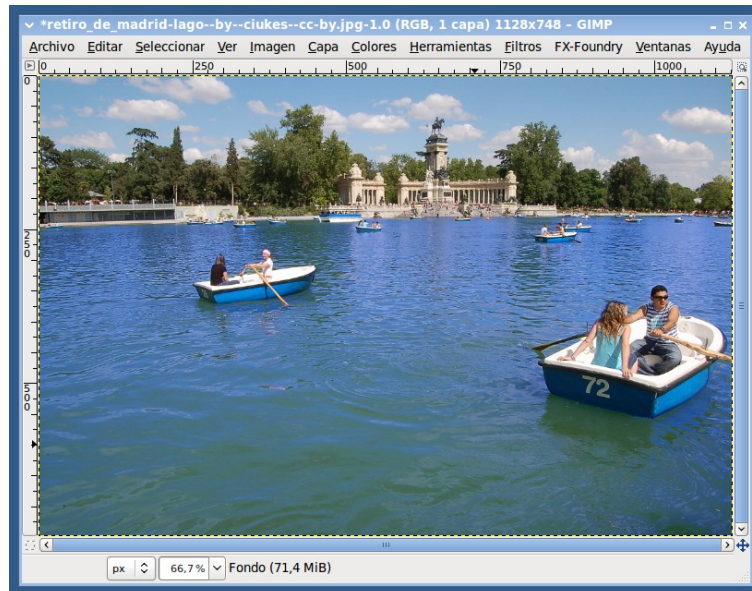 *retiro_de_madrid-lago--by--ciukes--cc-by.jpg-1.0 (RGB, 1 capa) 1128x748 – GIMP
Archivo Editar Seleccionar Ver Imagen Capa Colores Herramientas Filtros FX-Foundry Ventanas Ayuda
0 250 500 750 1000
0
250
500
72
px 66,7 % Fondo (71,4 MiB)